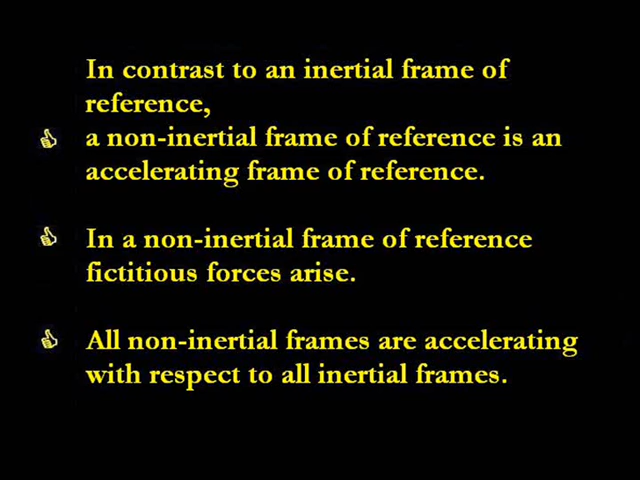 In contrast to an inertial frame of
reference,
a non-inertial frame of reference is an
accelerating frame of reference.
In a non-inertial frame of reference
fictitious forces arise.
All non-inertial frames are accelerating
with respect to all inertial frames.